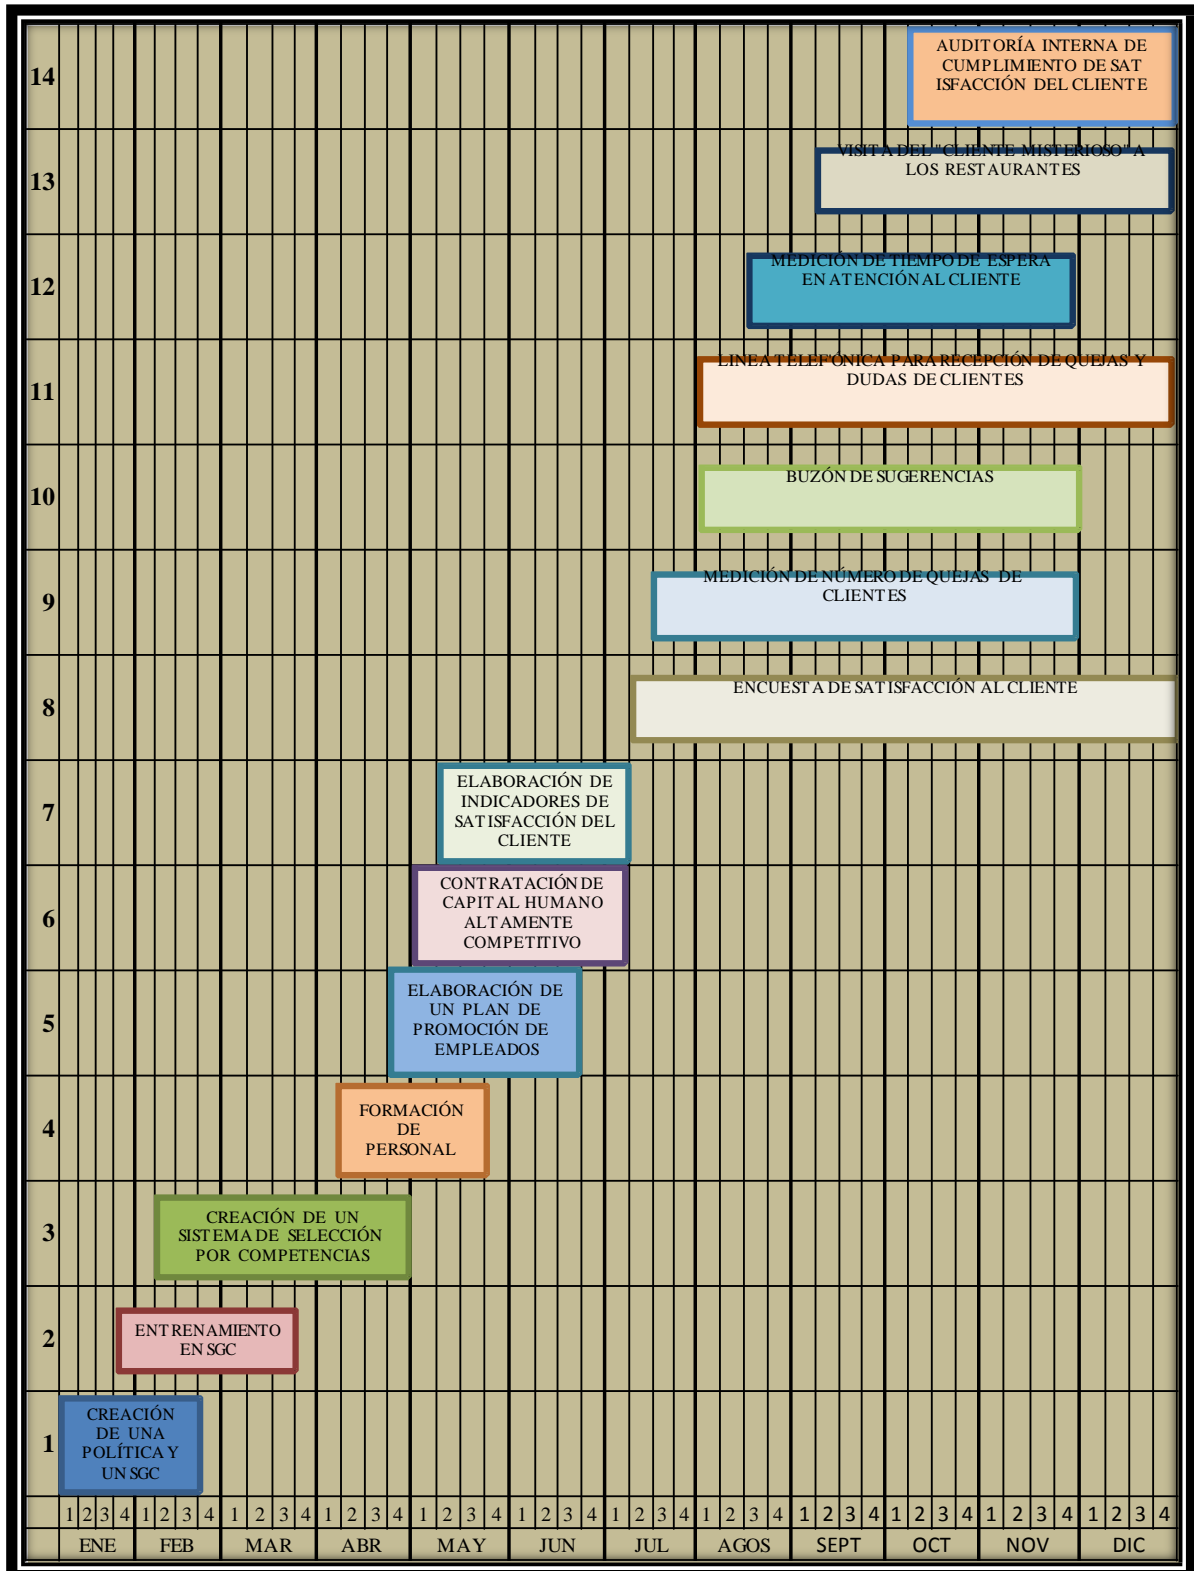 14
AUDITORÍA INTERNA DE
CUMPLIMIENTO DE SAT
ISFACCIÓN DEL CLIENTE
13
VISITA DEL "CLIENTE MISTERIOSO" A
LOS RESTAURANTES
12
MEDICIÓN DE TIEMPO DE ESPERA
EN ATENCIÓN AL CLIENTE
11
LINEA TELEFÓNICA PARA RECEPCIÓN DE QUEJAS Y
DUDAS DE CLIENTES
10
BUZÓN DE SUGERENCIAS
9
MEDICIÓN DE NÚMERO DE QUEJAS DE
CLIENTES
8
ENCUESTA DE SATISFACCIÓN AL CLIENTE
7
ELABORACIÓN DE
INDICADORES DE
SATISFACCIÓN DEL
CLIENTE
6
CONTRATACIÓN DE
CAPITAL HUMANO
ALTAMENTE
COMPETITIVO
5
ELABORACIÓN DE
UN PLAN DE
PROMOCIÓN DE
EMPLEADOS
4
FORMACIÓN
DE
PERSONAL
3
CREACIÓN DE UN
SISTEMA DE SELECCIÓN
POR COMPETENCIAS
2
ENTRENAMIENTO
EN SGC
1
CREACIÓN
DE UNA
POLÍTICA Y
UN SGC
1 2 3 4 1 2 3 4 1 2 3 4 1 2 3 4 1 2 3 4 1 2 3 4 1 2 3 4 1 2 3 4 1 2 3 4 1 2 3 4 1 2 3 4 1 2 3 4
ENE FEB MAR ABR MAY JUN JUL AGOS SEPT OCT NOV DIC